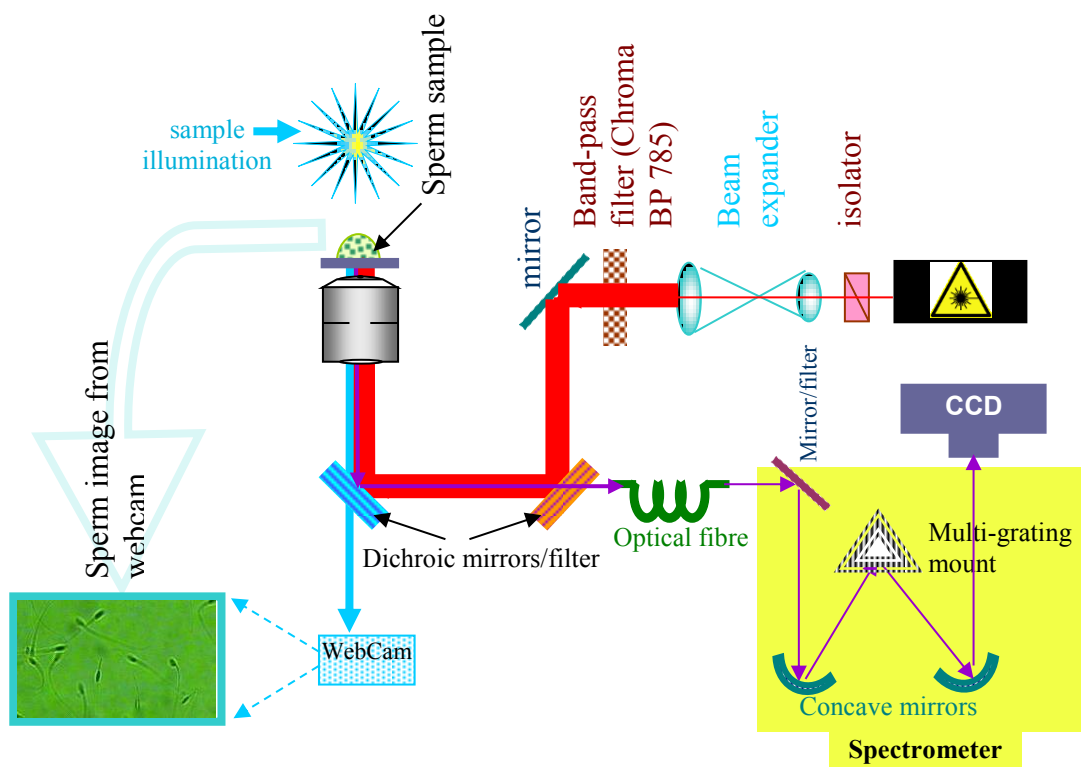 sample
illumination
Sperm sample
mirror
Band-pass
filter (Chroma
BP 785)
Beam
expander
isolator
Sperm image from
webcam
Mirror/filter
CCD
Dichroic mirrors/filter
Optical fibre
Multi-grating
mount
WebCam
Concave mirrors
Spectrometer